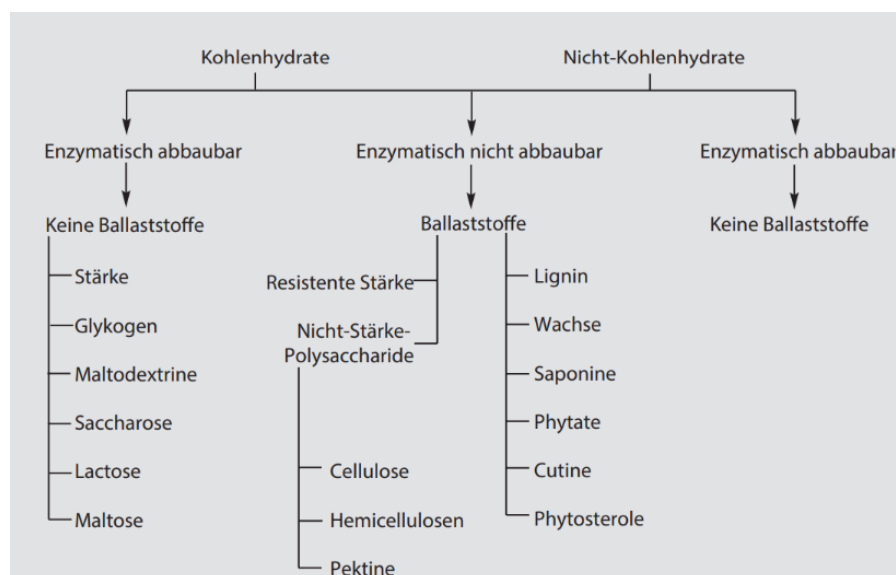 Kohlenhydrate
Nicht-Kohlenhydrate
Enzymatisch abbaubar
Enzymatisch nicht abbaubar
Enzymatisch abbaubar
Keine Ballaststoffe
Ballaststoffe
Keine Ballaststoffe
Stärke
Glykogen
Maltodextrine
Saccharose
Lactose
Maltose
Resistente Stärke
Nicht-Stärke-
Polysaccharide
Cellulose
Hemicellulosen
Pektine
Lignin
Wachse
Saponine
Phytate
Cutine
Phytosterole